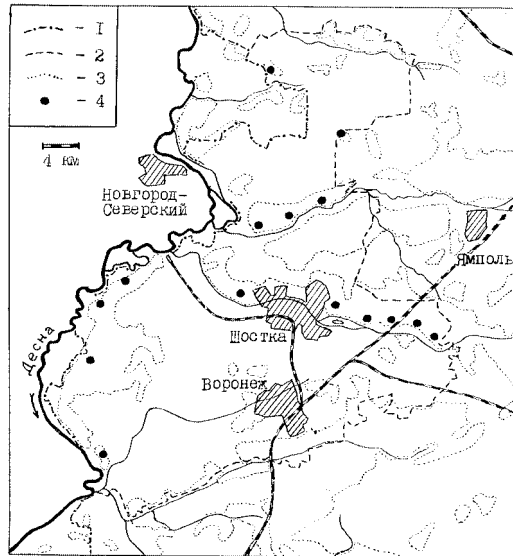 - I
- 2
- 3
- 4
4 км
Новгород-
Северский
Ямполь
Шостка
Десна
Воронеж